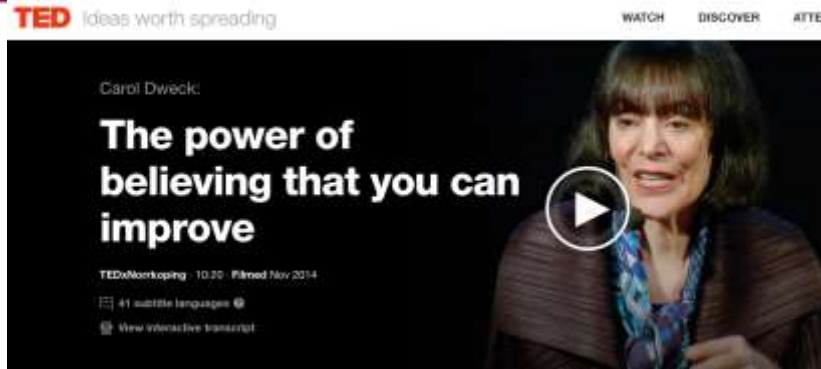 TED Ideas worth spreading
WATCH DISCOVER ATTE
Carol Dweck:
The power of
believing that you can
improve
TEDxNorrkoping · 10:20 · Filmed Nov 2014
41 subtitle languages
View interactive transcript